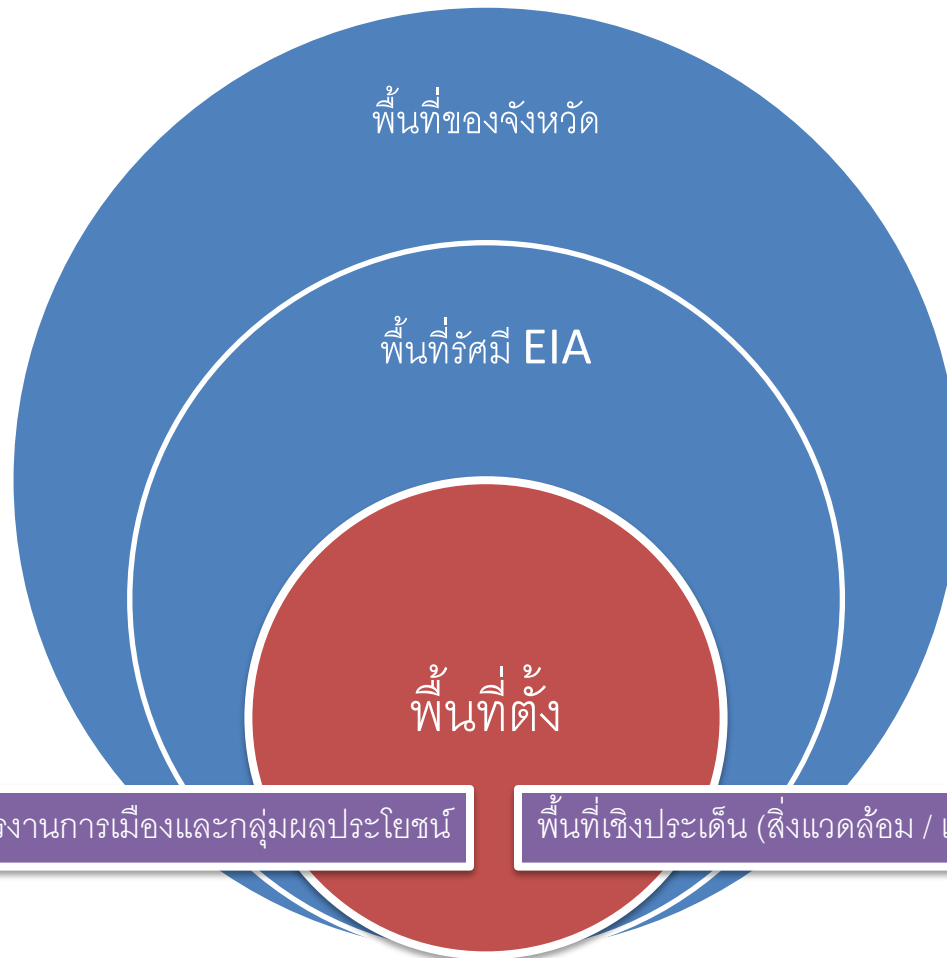 พื้นที่ของจังหวัด
พื้นที่รัศมี EIA
พื้นที่ตั้ง
รงานการเมืองและกลุ่มผลประโยชน์
พื้นที่เชิงประเด็น (สิ่งแวดล้อม /